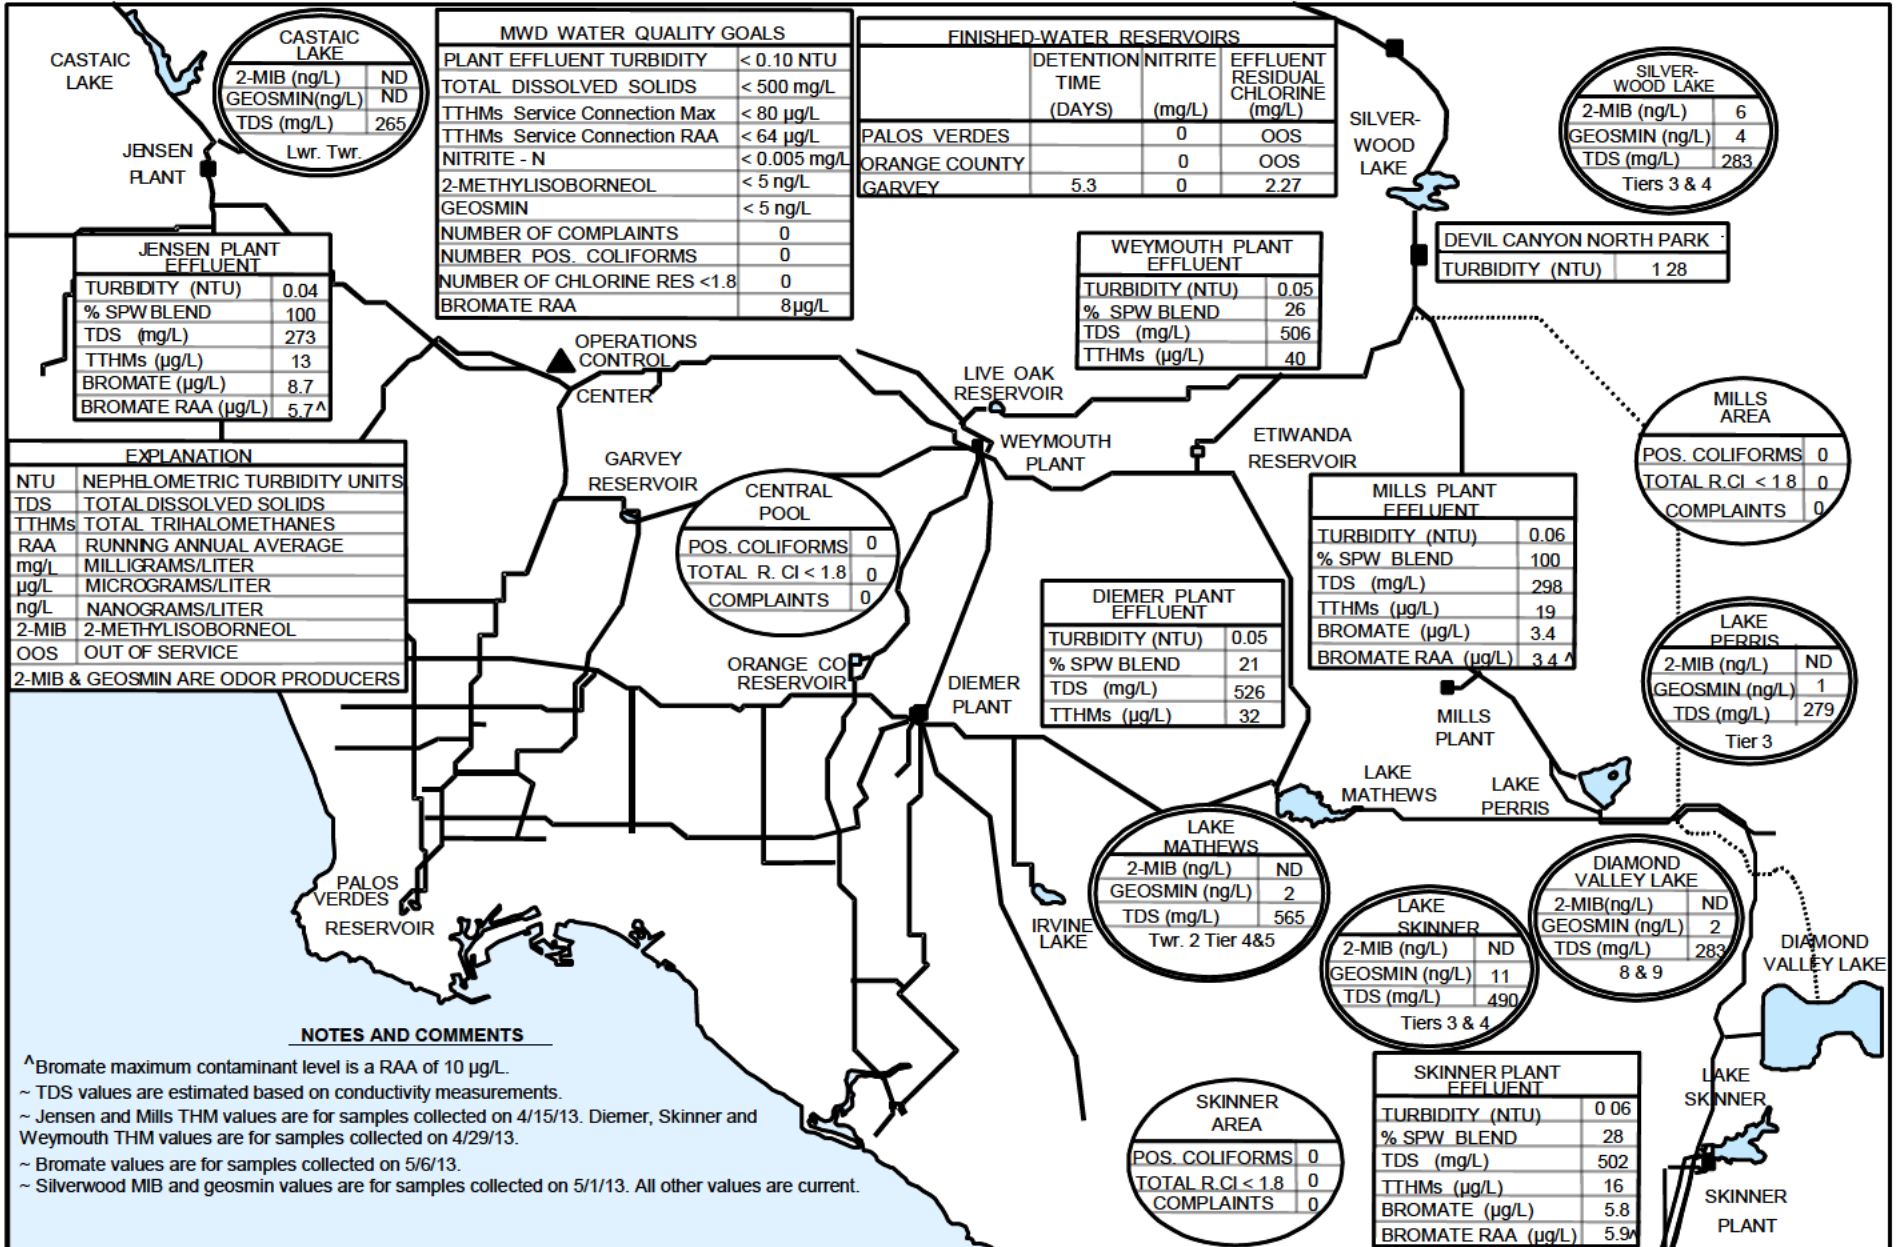 CASTAIC
LAKE
CASTAIC
LAKE
2-MIB (ng/L) ND
GEOSMIN(ng/L) ND
TDS (mg/L) 265
Lwr. Twr.
JENSEN
PLANT
MWD WATER QUALITY GOALS
PLANT EFFLUENT TURBIDITY < 0.10 NTU
TOTAL DISSOLVED SOLIDS < 500 mg/L
TTHMs Service Connection Max < 80 µg/L
TTHMs Service Connection RAA < 64 µg/L
NITRITE - N < 0.005 mg/L
2-METHYLISOBORNEOL < 5 ng/L
GEOSMIN < 5 ng/L
NUMBER OF COMPLAINTS 0
NUMBER POS. COLIFORMS 0
NUMBER OF CHLORINE RES <1.8 0
BROMATE RAA 8µg/L
FINISHED-WATER RESERVOIRS
DETENTION NITRITE EFFLUENT
TIME RESIDUAL
CHLORINE
(DAYS) (mg/L) (mg/L)
PALOS VERDES 0 OOS
ORANGE COUNTY 0 OOS
GARVEY 5.3 0 2.27
SILVER-
WOOD
LAKE
SILVER-
WOOD LAKE
2-MIB (ng/L) 6
GEOSMIN (ng/L) 4
TDS (mg/L) 283
Tiers 3 & 4
DEVIL CANYON NORTH PARK
TURBIDITY (NTU) 1 28
JENSEN PLANT
EFFLUENT
TURBIDITY (NTU) 0.04
% SPW BLEND 100
TDS (mg/L) 273
TTHMs (µg/L) 13
BROMATE (µg/L) 8.7
BROMATE RAA (µg/L) 5.7^
WEYMOUTH PLANT
EFFLUENT
TURBIDITY (NTU) 0.05
% SPW BLEND 26
TDS (mg/L) 506
TTHMs (µg/L) 40
OPERATIONS
CONTROL
CENTER
LIVE OAK
RESERVOIR
WEYMOUTH
PLANT
ETIWANDA
RESERVOIR
MILLS
AREA
POS. COLIFORMS 0
TOTAL R.Cl < 1 8 0
COMPLAINTS 0
EXPLANATION
NTU NEPHELOMETRIC TURBIDITY UNITS
TDS TOTAL DISSOLVED SOLIDS
TTHMs TOTAL TRIHALOMETHANES
RAA RUNNING ANNUAL AVERAGE
mg/L MILLIGRAMS/LITER
µg/L MICROGRAMS/LITER
ng/L NANOGRAMS/LITER
2-MIB 2-METHYLISOBORNEOL
OOS OUT OF SERVICE
2-MIB & GEOSMIN ARE ODOR PRODUCERS
GARVEY
RESERVOIR
CENTRAL
POOL
POS. COLIFORMS 0
TOTAL R. Cl < 1.8 0
COMPLAINTS 0
MILLS PLANT
EFFLUENT
TURBIDITY (NTU) 0.06
% SPW BLEND 100
TDS (mg/L) 298
TTHMs (µg/L) 19
BROMATE (µg/L) 3.4
BROMATE RAA (µg/L) 3 4 ^
DIEMER PLANT
EFFLUENT
TURBIDITY (NTU) 0.05
% SPW BLEND 21
TDS (mg/L) 526
TTHMs (µg/L) 32
LAKE
PERRIS
2-MIB (ng/L) ND
GEOSMIN (ng/L) 1
TDS (mg/L) 279
Tier 3
ORANGE CO
RESERVOIR
DIEMER
PLANT
MILLS
PLANT
LAKE
MATHEWS
LAKE
PERRIS
LAKE
MATHEWS
2-MIB (ng/L) ND
GEOSMIN (ng/L) 2
TDS (mg/L) 565
Twr. 2 Tier 4&5
DIAMOND
VALLEY LAKE
2-MIB(ng/L) ND
GEOSMIN (ng/L) 2
TDS (mg/L) 283
8 & 9
LAKE
SKINNER
2-MIB (ng/L) ND
GEOSMIN (ng/L) 11
TDS (mg/L) 490
Tiers 3 & 4
PALOS
VERDES
RESERVOIR
IRVINE
LAKE
DIAMOND
VALLEY LAKE
NOTES AND COMMENTS
^Bromate maximum contaminant level is a RAA of 10 µg/L.
~ TDS values are estimated based on conductivity measurements.
~ Jensen and Mills THM values are for samples collected on 4/15/13. Diemer, Skinner and
Weymouth THM values are for samples collected on 4/29/13.
~ Bromate values are for samples collected on 5/6/13.
~ Silverwood MIB and geosmin values are for samples collected on 5/1/13. All other values are current.
SKINNER
AREA
POS. COLIFORMS 0
TOTAL R.Cl < 1.8 0
COMPLAINTS 0
SKINNER PLANT
EFFLUENT
TURBIDITY (NTU) 0 06
% SPW BLEND 28
TDS (mg/L) 502
TTHMs (µg/L) 16
BROMATE (µg/L) 5.8
BROMATE RAA (µg/L) 5.9^
LAKE
SKINNER
SKINNER
PLANT